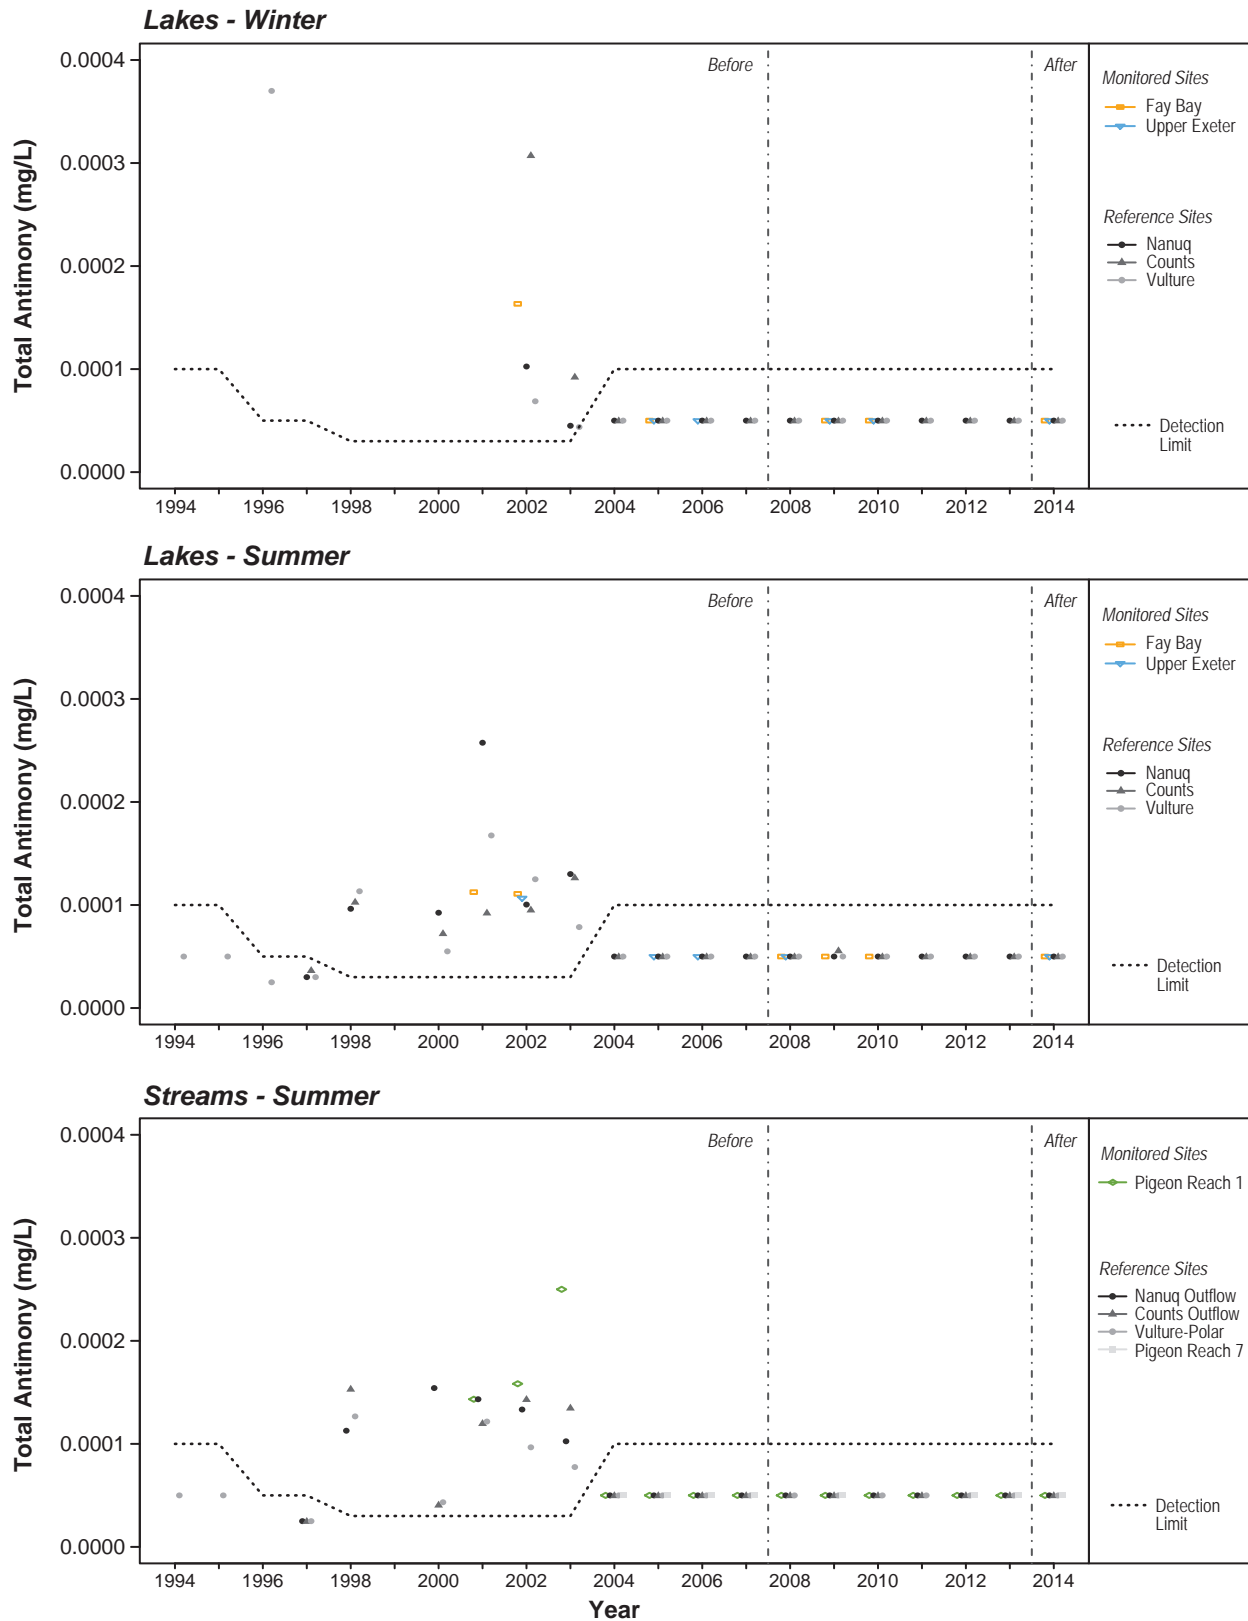 Lakes - Winter
Total Antimony (mg/L)
0.0004
0.0003
0.0002
0.0001
0.0000
Before
After
1994 1996 1998 2000 2002 2004 2006 2008 2010 2012 2014
Monitored Sites
Fay Bay
Upper Exeter
Reference Sites
Nanuq
Counts
Vulture
Detection
Limit
Lakes - Summer
Total Antimony (mg/L)
0.0004
0.0003
0.0002
0.0001
0.0000
Before
After
1994 1996 1998 2000 2002 2004 2006 2008 2010 2012 2014
Monitored Sites
Fay Bay
Upper Exeter
Reference Sites
Nanuq
Counts
Vulture
Detection
Limit
Streams - Summer
Total Antimony (mg/L)
0.0004
0.0003
0.0002
0.0001
0.0000
Before
After
1994 1996 1998 2000 2002 2004 2006 2008 2010 2012 2014
Year
Monitored Sites
Pigeon Reach 1
Reference Sites
Nanuq Outflow
Counts Outflow
Vulture-Polar
Pigeon Reach 7
Detection
Limit